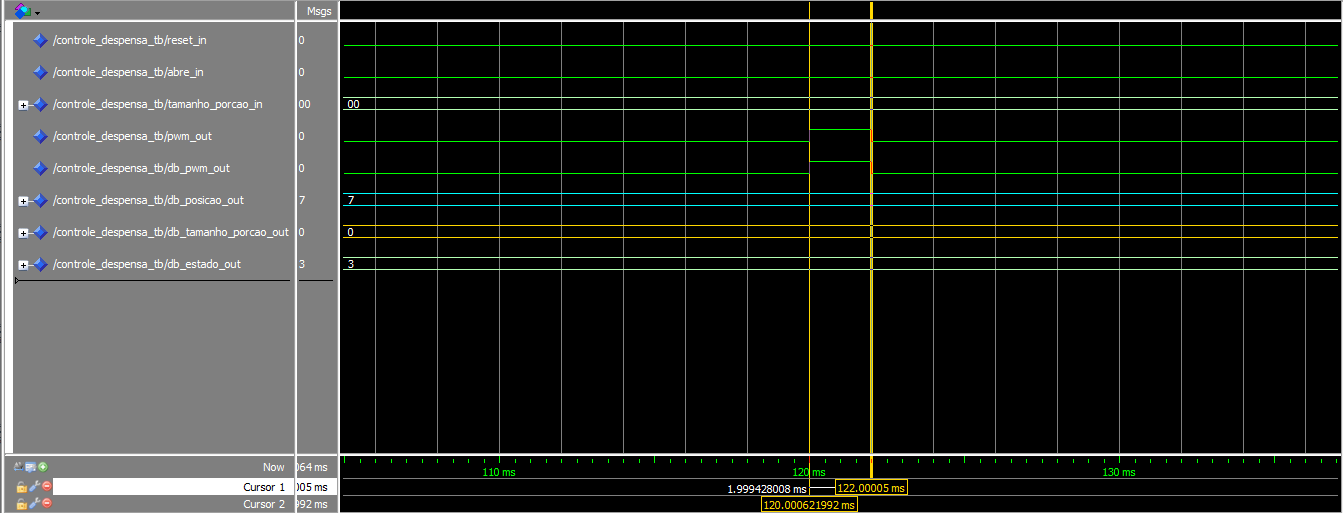 Msgs
/controle_despensa_tb/reset_in 0
/controle_despensa_tb/abre_in 0
/controle_despensa_tb/tamanho_porcao_in 00 00
/controle_despensa_tb/pwm_out 0
/controle_despensa_tb/db_pwm_out 0
/controle_despensa_tb/db_posicao_out 7 7
/controle_despensa_tb/db_tamanho_porcao_out 0 0
/controle_despensa_tb/db_estado_out 3 3
Now 064 ms 110 ms 120 ms 130 ms
Cursor 1 005 ms 1.999428008 ms 122.00005 ms
Cursor 2 992 ms 120.000621992 ms